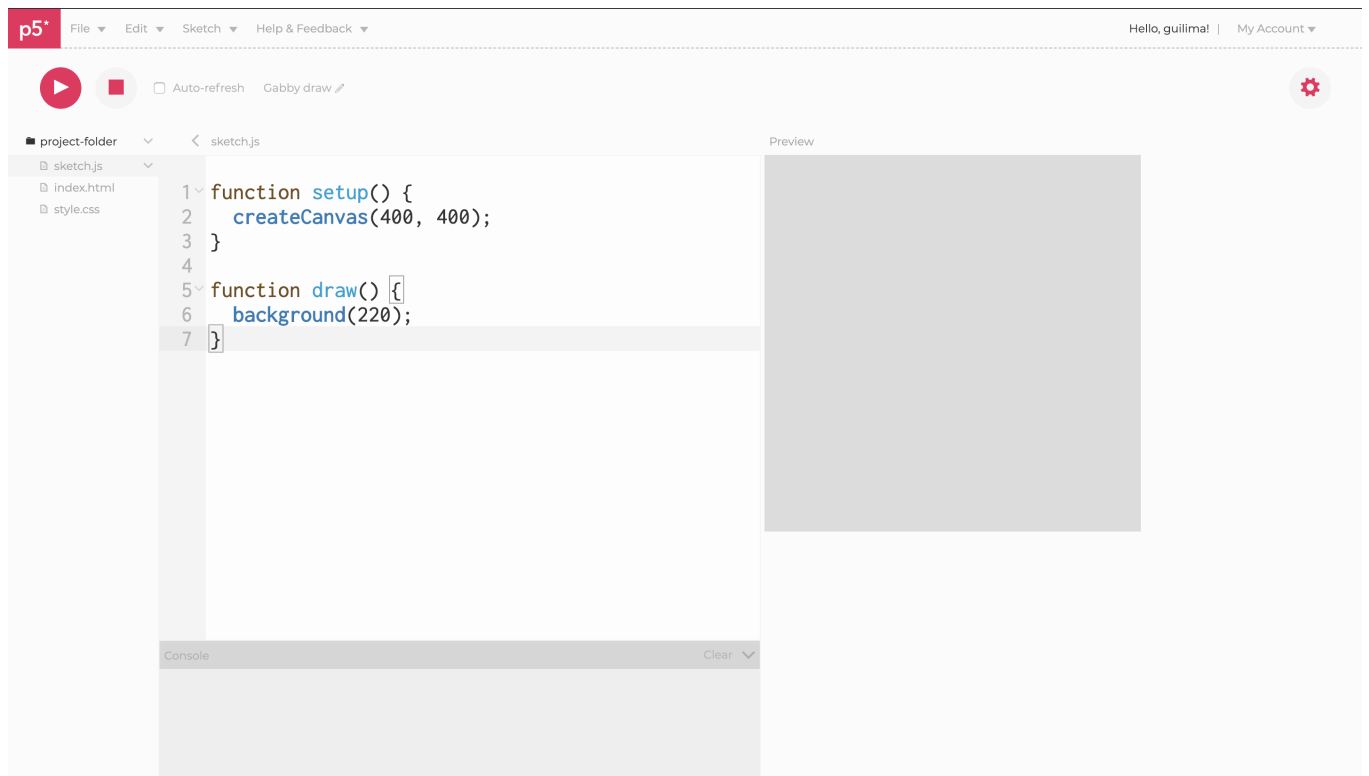 p5* File Edit Sketch Help & Feedback Hello, guilima! | My Account
Auto-refresh Gabby draw
project-folder
sketch.js
index.html
style.css
sketch.js
1 function setup() {
2   createCanvas(400, 400);
3 }
4
5 function draw() {
6   background(220);
7 }
Console Clear
Preview